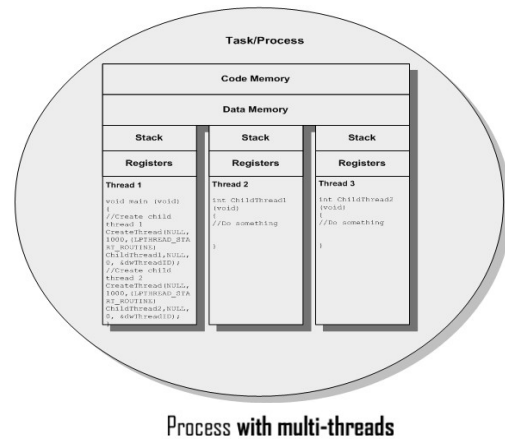 Task/Process
Code Memory
Data Memory
Stack
Stack
Stack
Registers
Registers
Registers
Thread 1
void main (void)
{
//Create child
thread 1
CreateThread(NULL,
1000,(LPTHREAD_STA
RT_ROUTINE)
ChildThread1,NULL,
0, &dwThreadID);
//Create child
thread 2
CreateThread(NULL,
1000,(LPTHREAD_STA
RT_ROUTINE)
ChildThread2,NULL,
0, &dwThreadID);
}
Thread 2
int ChildThread1
(void)
{
//Do something
}
Thread 3
int ChildThread2
(void)
{
//Do something
}
Process with multi-threads